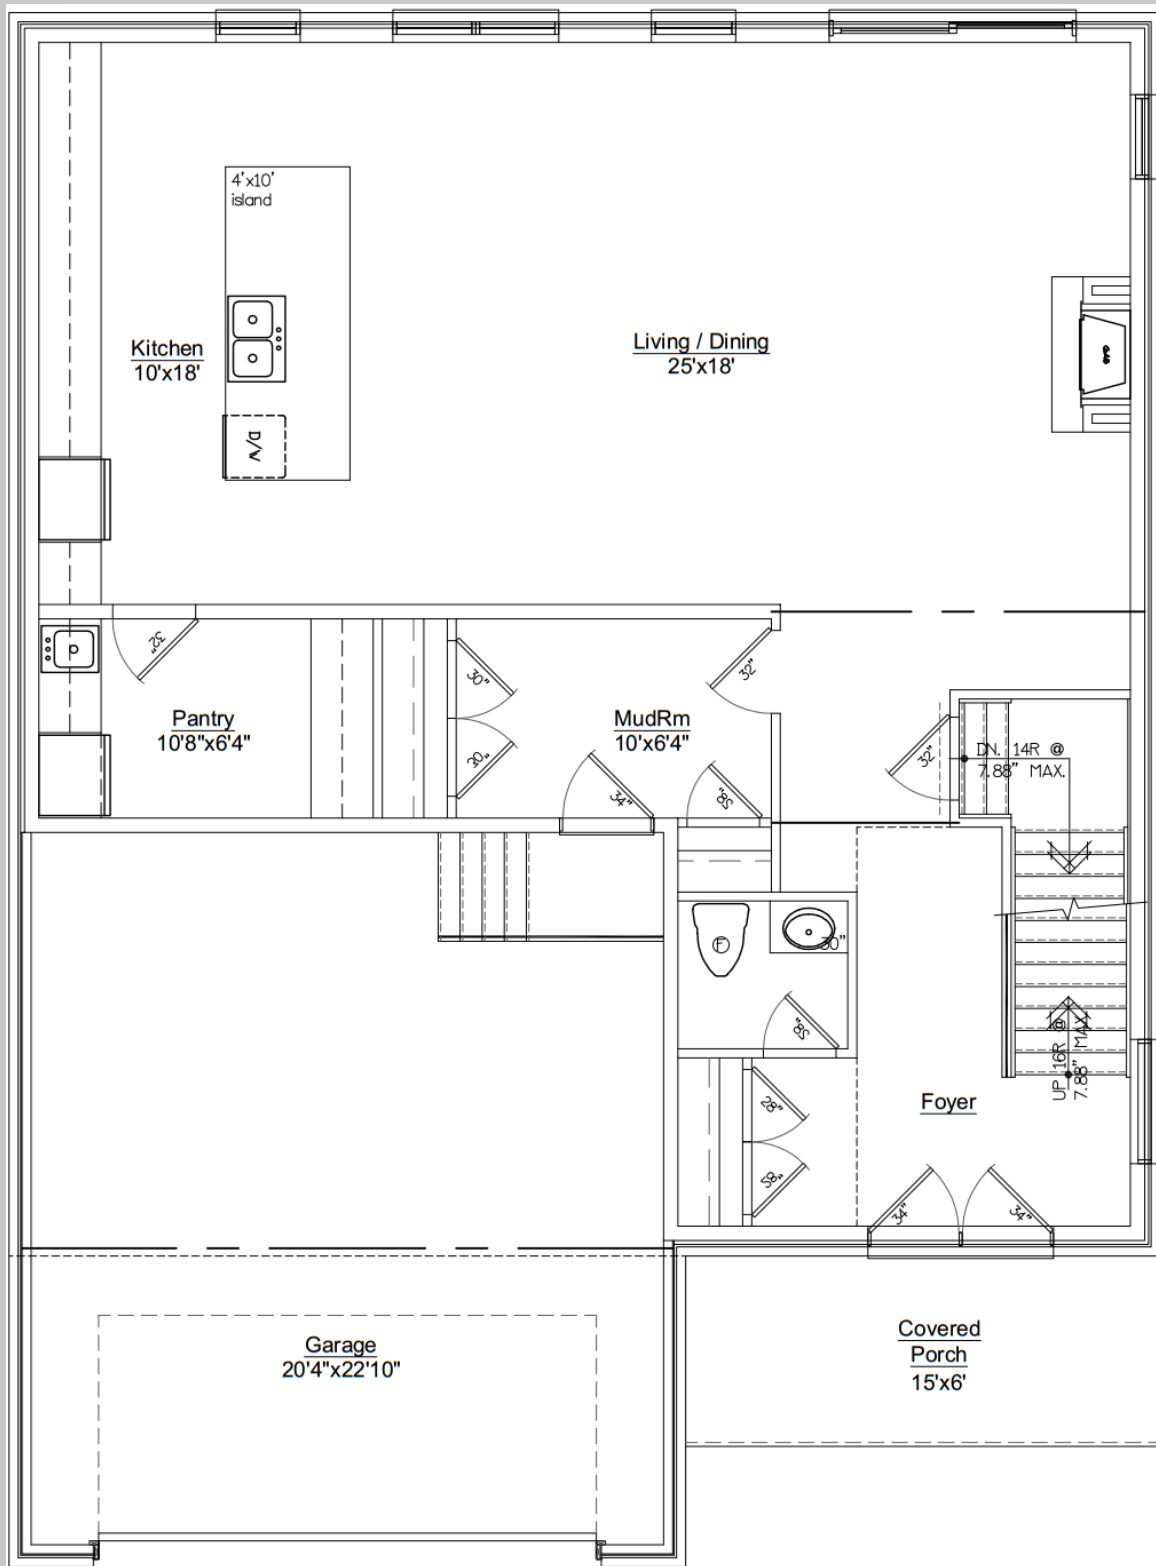 4'x10'
island
Kitchen
10'x18'
Living / Dining
25'x18'
GAS
D/W
32"
Pantry
10'8"x6'4"
30"
30"
MudRm
10'x6'4"
32"
34"
28"
32"
DN. 14R @
7.88" MAX.
F
30"
28"
UP 16R @
7.88" MAX.
28"
28"
Foyer
34"
34"
Garage
20'4"x22'10"
Covered
Porch
15'x6'